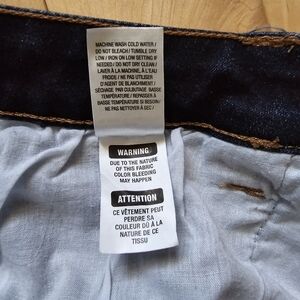 MACHINE WASH COLD WATER /
DO NOT BLEACH / TUMBLE DRY
LOW / IRON ON LOW SETTING IF
NEEDED / DO NOT DRY CLEAN /
LAVER À LA MACHINE, À L'EAU
FROIDE / NE PAS UTILISER
D'AGENT DE BLANCHIMENT /
SÉCHAGE PAR CULBUTAGE BASSE
TEMPÉRATURE / REPASSER À
BASSE TEMPÉRATURE SI BESOIN /
NE PAS NETTOYER À SEC /
WARNING
DUE TO THE NATURE
OF THIS FABRIC
COLOR BLEEDING
MAY HAPPEN
ATTENTION
CE VÊTEMENT PEUT
PERDRE SA
COULEUR DÛ À LA
NATURE DE CE
TISSU